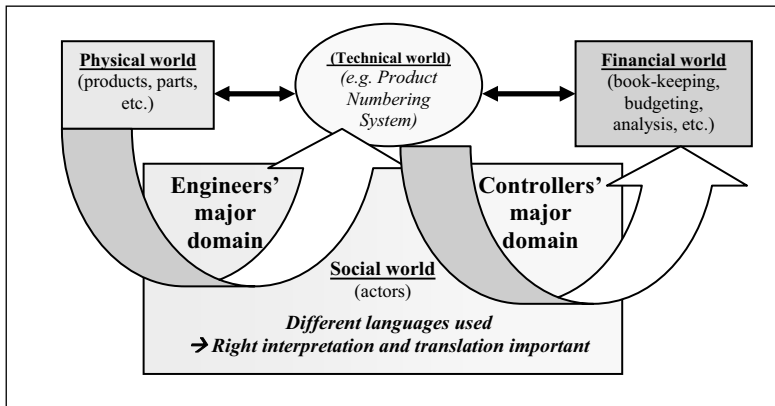 Physical world
(products, parts,
etc.)
(Technical world)
(e.g. Product
Numbering
System)
Financial world
(book-keeping,
budgeting,
analysis, etc.)
Engineers’
major
domain
Controllers’
major
domain
Social world
(actors)
Different languages used
→ Right interpretation and translation important